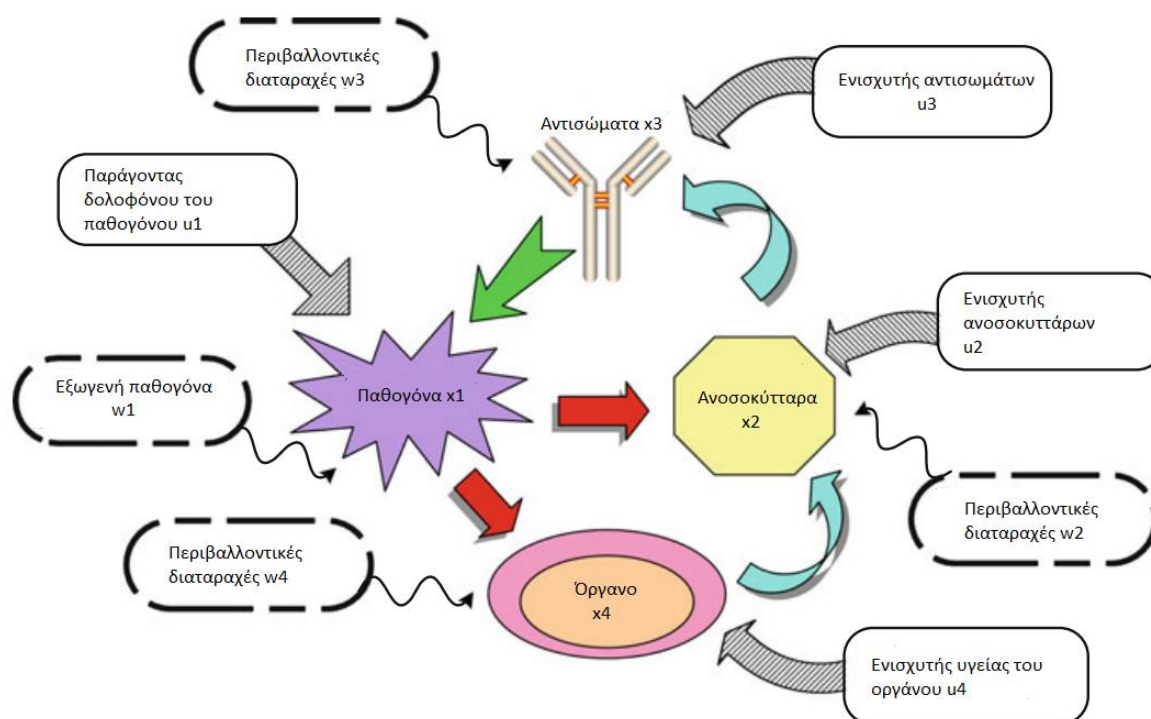 Περιβαλλοντικές
διαταραχές w3
Ενισχυτής αντισωμάτων
u3
Αντισώματα x3
Παράγοντας
δολοφόνου του
παθογόνου u1
Ενισχυτής
ανοσοκυττάρων
u2
Εξωγενή παθογόνα
w1
Παθογόνα x1
Ανοσοκύτταρα
x2
Περιβαλλοντικές
διαταραχές w2
Περιβαλλοντικές
διαταραχές w4
Όργανο
x4
Ενισχυτής υγείας του
οργάνου u4